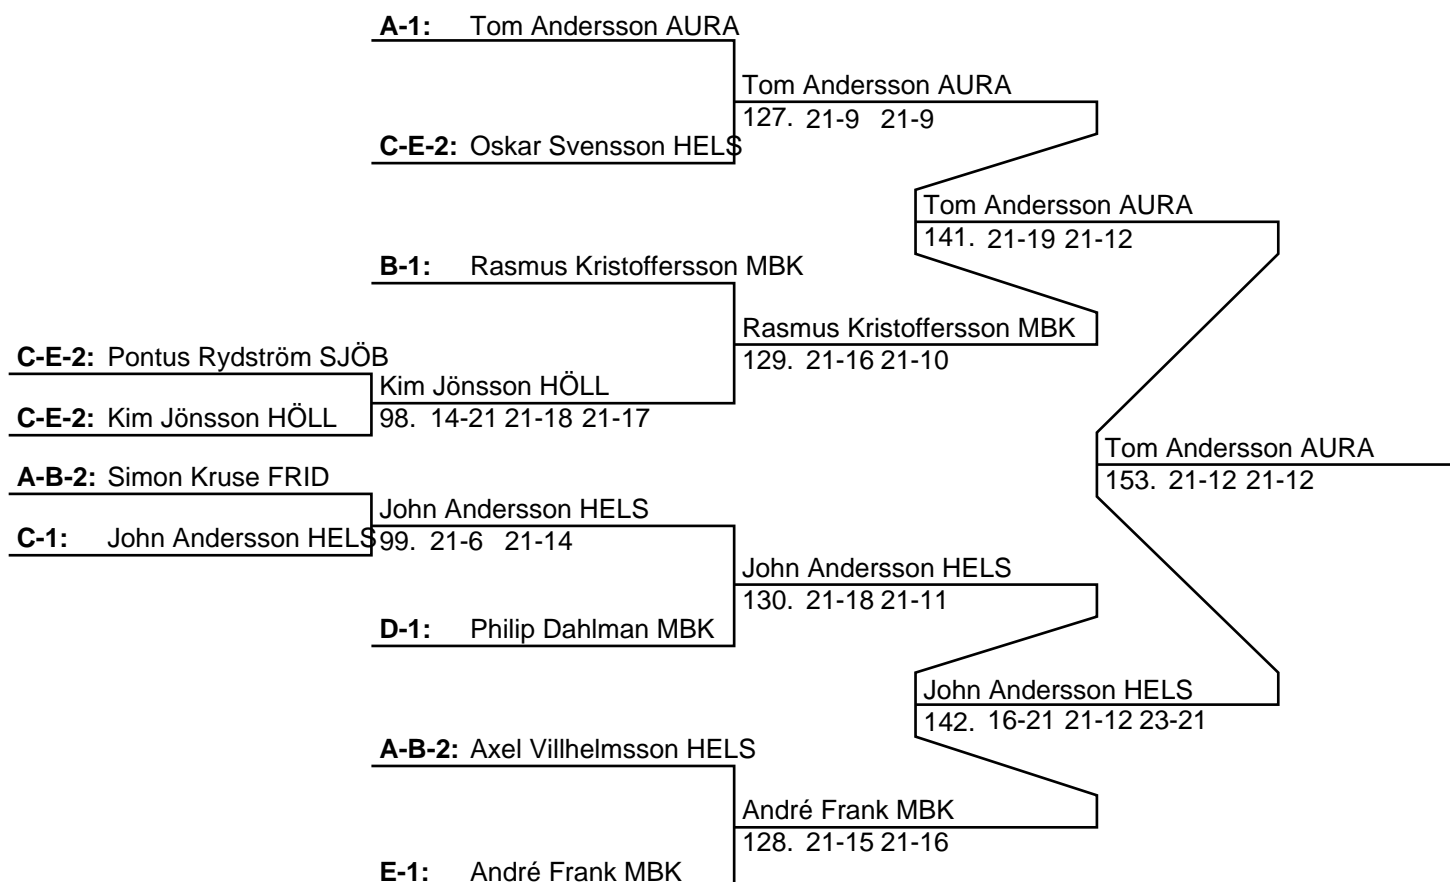 A-1: Tom Andersson AURA
Tom Andersson AURA
127. 21-9 21-9
C-E-2: Oskar Svensson HELS
Tom Andersson AURA
141. 21-19 21-12
B-1: Rasmus Kristoffersson MBK
Rasmus Kristoffersson MBK
129. 21-16 21-10
C-E-2: Pontus Rydström SJÖB
Kim Jönsson HÖLL
98. 14-21 21-18 21-17
C-E-2: Kim Jönsson HÖLL
Tom Andersson AURA
153. 21-12 21-12
A-B-2: Simon Kruse FRID
John Andersson HELS
99. 21-6 21-14
C-1: John Andersson HELS
John Andersson HELS
130. 21-18 21-11
D-1: Philip Dahlman MBK
John Andersson HELS
142. 16-21 21-12 23-21
A-B-2: Axel Villhelmsson HELS
André Frank MBK
128. 21-15 21-16
E-1: André Frank MBK